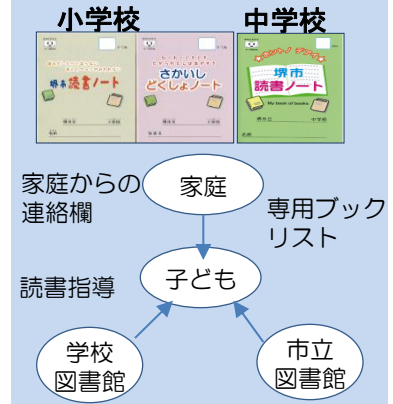 小学校
中学校
堺市 読書ノート
さかいし
どくしょノート
堺市
読書ノート
My book of books
家庭からの
連絡欄
家庭
専用ブック
リスト
子ども
読書指導
学校
図書館
市立
図書館